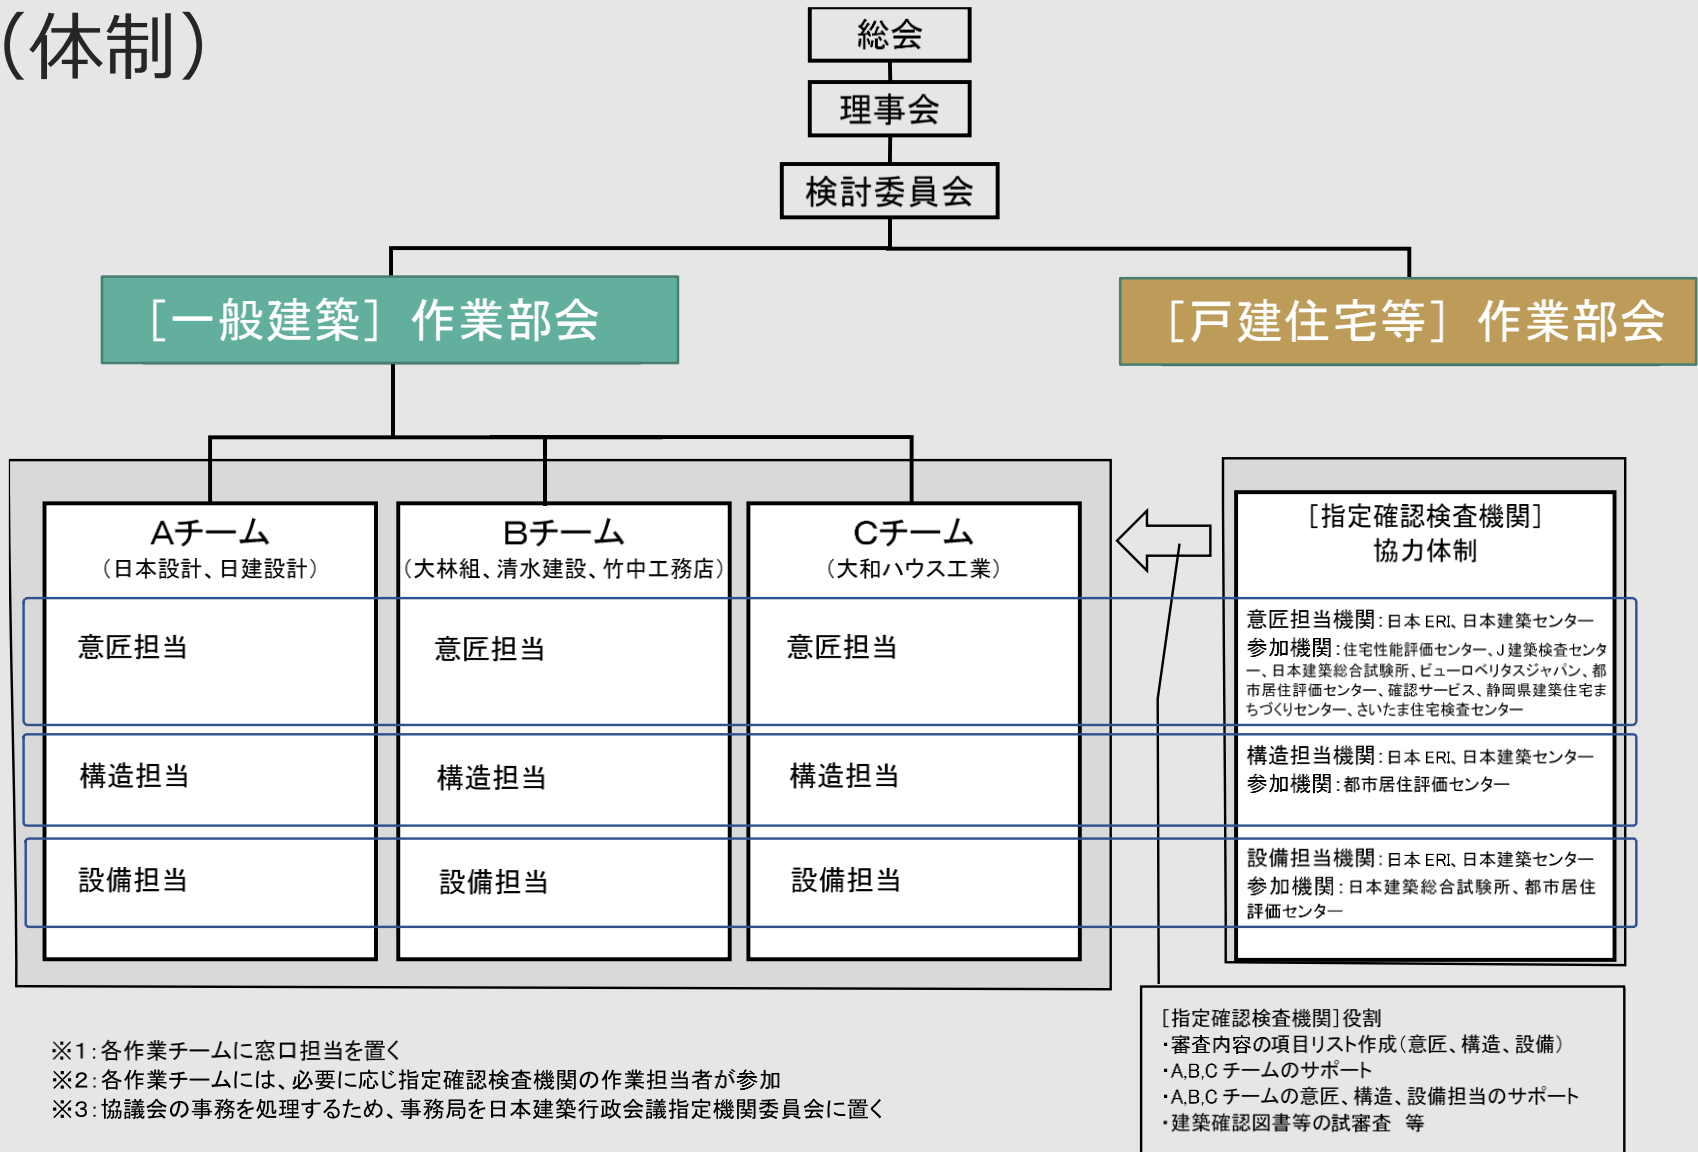 （体制）
総会
理事会
検討委員会
［一般建築］作業部会
［戸建住宅等］作業部会
Aチーム
（日本設計、日建設計）
意匠担当
構造担当
設備担当
Bチーム
（大林組、清水建設、竹中工務店）
意匠担当
構造担当
設備担当
Cチーム
（大和ハウス工業）
意匠担当
構造担当
設備担当
［指定確認検査機関］
協力体制
意匠担当機関：日本 ERI、日本建築センター
参加機関：住宅性能評価センター、J 建築検査センタ
ー、日本建築総合試験所、ビューローベリタスジャパン、都
市居住評価センター、確認サービス、静岡県建築住宅ま
ちづくりセンター、さいたま住宅検査センター
構造担当機関：日本 ERI、日本建築センター
参加機関：都市居住評価センター
設備担当機関：日本 ERI、日本建築センター
参加機関：日本建築総合試験所、都市居住
評価センター
※1：各作業チームに窓口担当を置く
※2：各作業チームには、必要に応じ指定確認検査機関の作業担当者が参加
※3：協議会の事務を処理するため、事務局を日本建築行政会議指定機関委員会に置く
［指定確認検査機関］役割
・審査内容の項目リスト作成（意匠、構造、設備）
・A,B,C チームのサポート
・A,B,C チームの意匠、構造、設備担当のサポート
・建築確認図書等の試審査　等